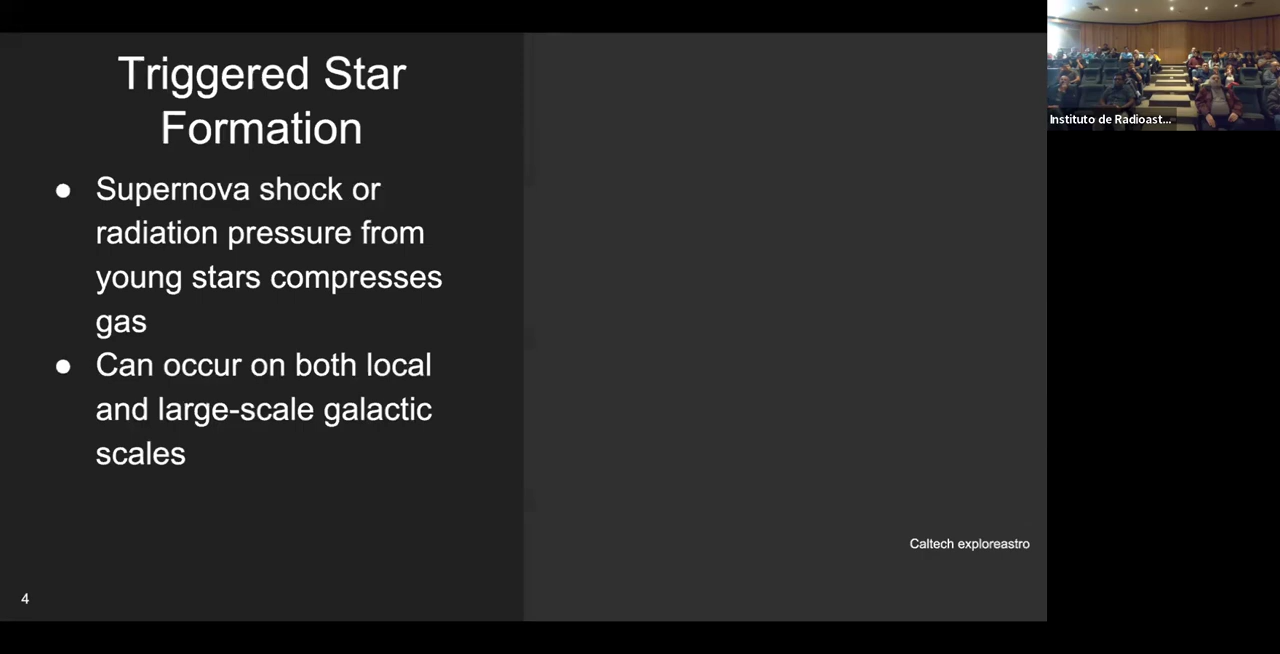 Triggered Star
Formation
● Supernova shock or
radiation pressure from
young stars compresses
gas
● Can occur on both local
and large-scale galactic
scales
Caltech exploreastro
4
Instituto de Radioast...